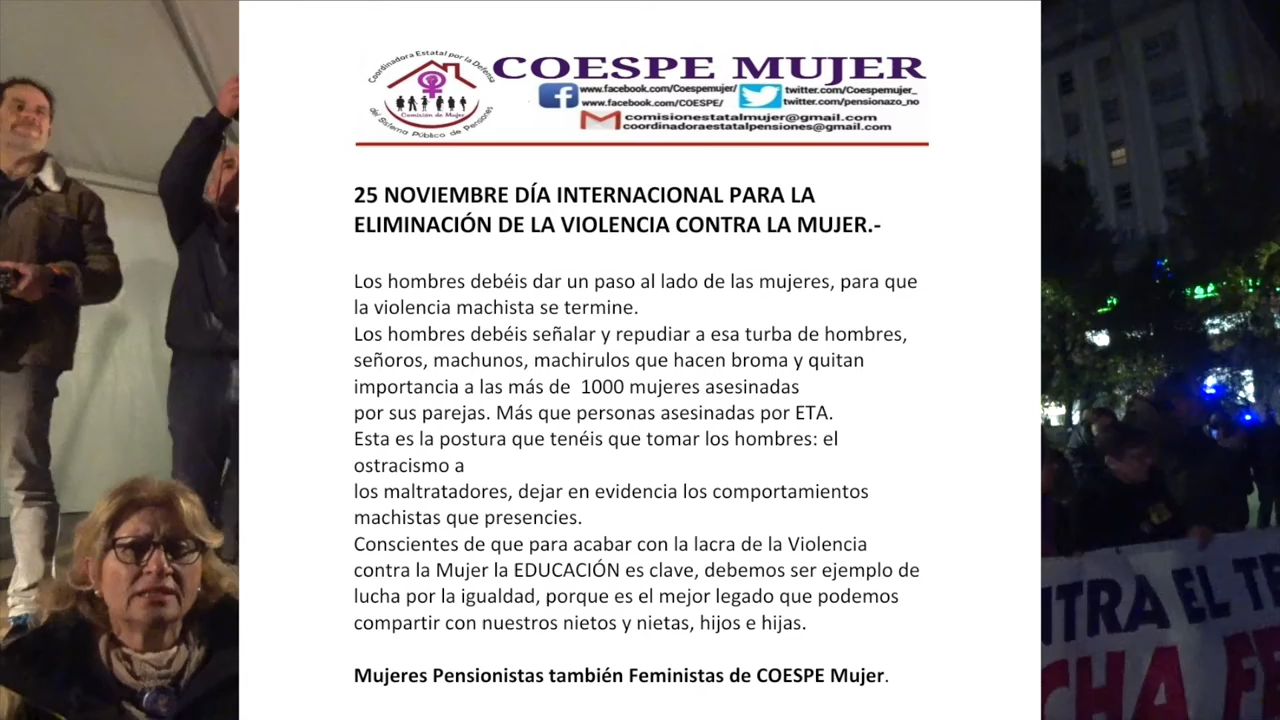 Coordinadora Estatal por la Defensa
del Sistema Público de Pensiones
Comisión de Mujer
COESPE MUJER
www.facebook.com/Coespemujer/
twitter.com/Coespemujer_
www.facebook.com/COESPE/
twitter.com/pensionazo_no
comisionestatalmujer@gmail.com
coordinadoraestatalpensiones@gmail.com
25 NOVIEMBRE DÍA INTERNACIONAL PARA LA
ELIMINACIÓN DE LA VIOLENCIA CONTRA LA MUJER.-
Los hombres debéis dar un paso al lado de las mujeres, para que
la violencia machista se termine.
Los hombres debéis señalar y repudiar a esa turba de hombres,
señoros, machunos, machirulos que hacen broma y quitan
importancia a las más de 1000 mujeres asesinadas
por sus parejas. Más que personas asesinadas por ETA.
Esta es la postura que tenéis que tomar los hombres: el
ostracismo a
los maltratadores, dejar en evidencia los comportamientos
machistas que presencies.
Conscientes de que para acabar con la lacra de la Violencia
contra la Mujer la EDUCACIÓN es clave, debemos ser ejemplo de
lucha por la igualdad, porque es el mejor legado que podemos
compartir con nuestros nietos y nietas, hijos e hijas.
Mujeres Pensionistas también Feministas de COESPE Mujer.
NTRA EL TE
CHA FE